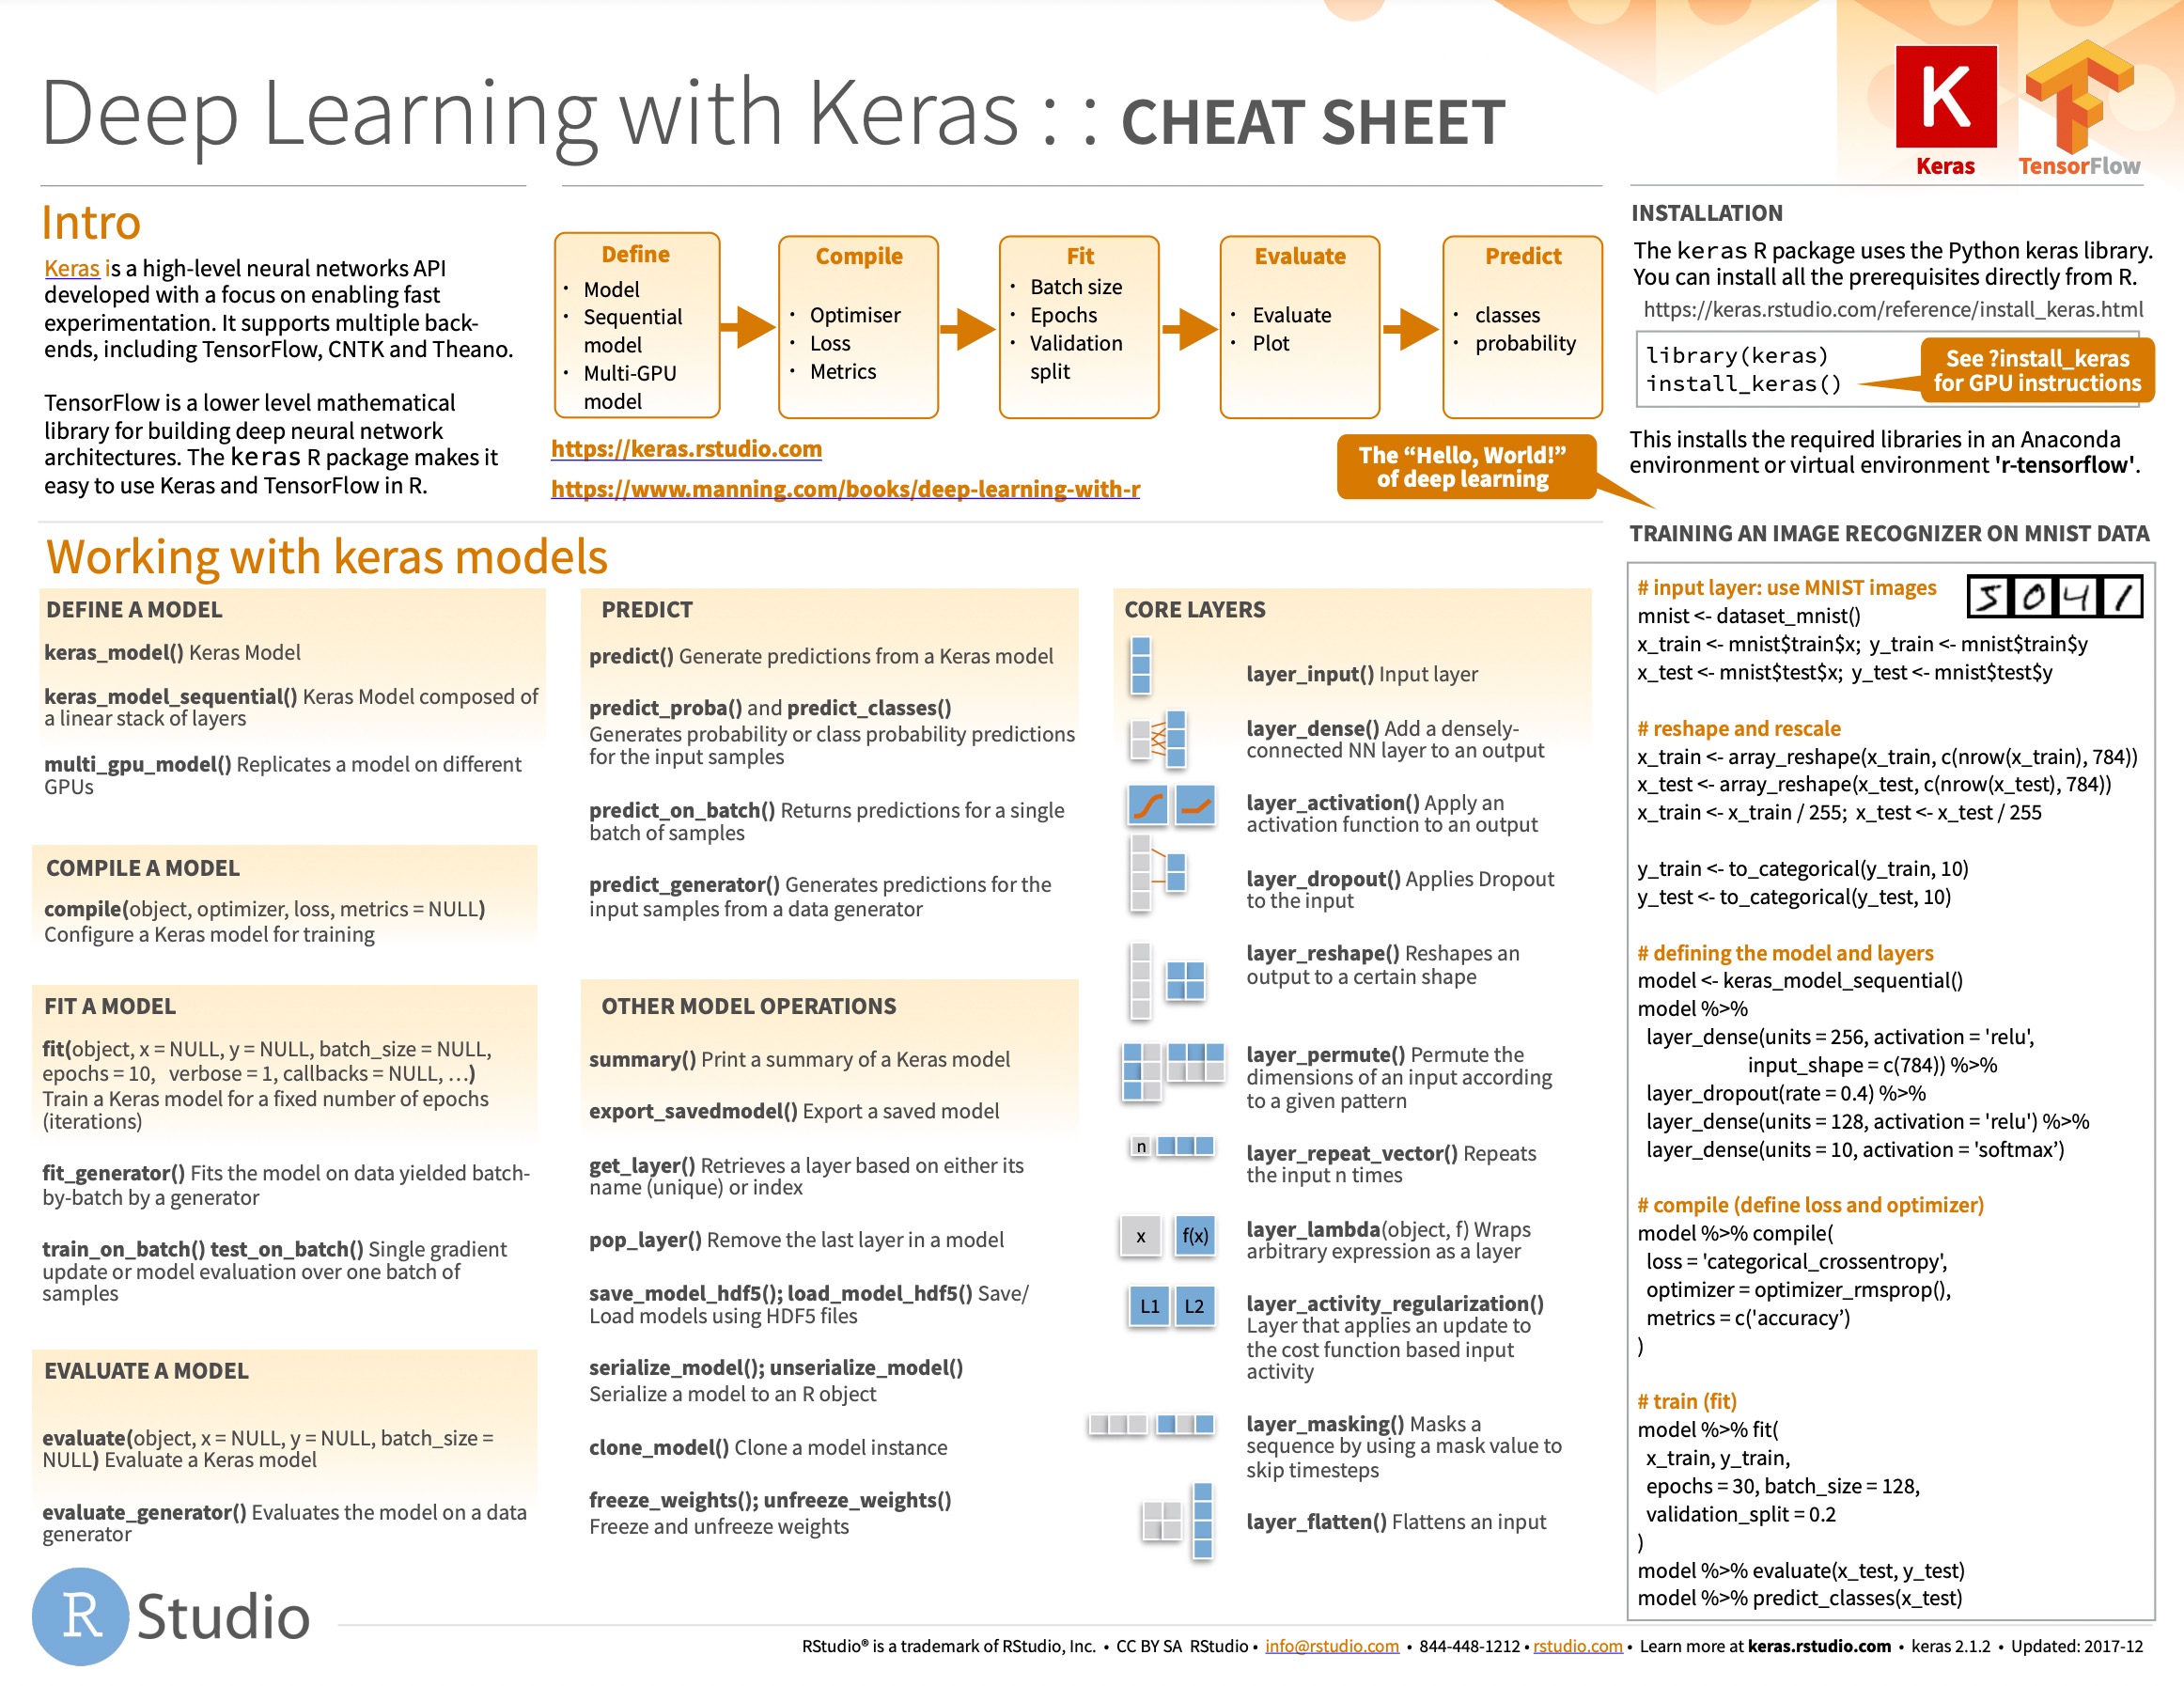 Deep Learning with Keras : : CHEAT SHEET
K
Keras
TensorFlow
Intro
Keras is a high-level neural networks API
developed with a focus on enabling fast
experimentation. It supports multiple back-
ends, including TensorFlow, CNTK and Theano.
TensorFlow is a lower level mathematical
library for building deep neural network
architectures. The keras R package makes it
easy to use Keras and TensorFlow in R.
Define
• Model
• Sequential
model
• Multi-GPU
model
Compile
• Optimiser
• Loss
• Metrics
Fit
• Batch size
• Epochs
• Validation
split
Evaluate
• Evaluate
• Plot
Predict
• classes
• probability
https://keras.rstudio.com
https://www.manning.com/books/deep-learning-with-r
The “Hello, World!”
of deep learning
INSTALLATION
The keras R package uses the Python keras library.
You can install all the prerequisites directly from R.
https://keras.rstudio.com/reference/install_keras.html
library(keras)
install_keras()
See ?install_keras
for GPU instructions
This installs the required libraries in an Anaconda
environment or virtual environment 'r-tensorflow'.
Working with keras models
DEFINE A MODEL
keras_model() Keras Model
keras_model_sequential() Keras Model composed of
a linear stack of layers
multi_gpu_model() Replicates a model on different
GPUs
COMPILE A MODEL
compile(object, optimizer, loss, metrics = NULL)
Configure a Keras model for training
FIT A MODEL
fit(object, x = NULL, y = NULL, batch_size = NULL,
epochs = 10, verbose = 1, callbacks = NULL, …)
Train a Keras model for a fixed number of epochs
(iterations)
fit_generator() Fits the model on data yielded batch-
by-batch by a generator
train_on_batch() test_on_batch() Single gradient
update or model evaluation over one batch of
samples
EVALUATE A MODEL
evaluate(object, x = NULL, y = NULL, batch_size =
NULL) Evaluate a Keras model
evaluate_generator() Evaluates the model on a data
generator
PREDICT
predict() Generate predictions from a Keras model
predict_proba() and predict_classes()
Generates probability or class probability predictions
for the input samples
predict_on_batch() Returns predictions for a single
batch of samples
predict_generator() Generates predictions for the
input samples from a data generator
OTHER MODEL OPERATIONS
summary() Print a summary of a Keras model
export_savedmodel() Export a saved model
get_layer() Retrieves a layer based on either its
name (unique) or index
pop_layer() Remove the last layer in a model
save_model_hdf5(); load_model_hdf5() Save/
Load models using HDF5 files
serialize_model(); unserialize_model()
Serialize a model to an R object
clone_model() Clone a model instance
freeze_weights(); unfreeze_weights()
Freeze and unfreeze weights
CORE LAYERS
layer_input() Input layer
layer_dense() Add a densely-
connected NN layer to an output
layer_activation() Apply an
activation function to an output
layer_dropout() Applies Dropout
to the input
layer_reshape() Reshapes an
output to a certain shape
layer_permute() Permute the
dimensions of an input according
to a given pattern
n
layer_repeat_vector() Repeats
the input n times
x f(x)
layer_lambda(object, f) Wraps
arbitrary expression as a layer
L1 L2
layer_activity_regularization()
Layer that applies an update to
the cost function based input
activity
layer_masking() Masks a
sequence by using a mask value to
skip timesteps
layer_flatten() Flattens an input
TRAINING AN IMAGE RECOGNIZER ON MNIST DATA
# input layer: use MNIST images
5 0 4 1
mnist <- dataset_mnist()
x_train <- mnist$train$x; y_train <- mnist$train$y
x_test <- mnist$test$x; y_test <- mnist$test$y
# reshape and rescale
x_train <- array_reshape(x_train, c(nrow(x_train), 784))
x_test <- array_reshape(x_test, c(nrow(x_test), 784))
x_train <- x_train / 255; x_test <- x_test / 255
y_train <- to_categorical(y_train, 10)
y_test <- to_categorical(y_test, 10)
# defining the model and layers
model <- keras_model_sequential()
model %>%
layer_dense(units = 256, activation = 'relu',
input_shape = c(784)) %>%
layer_dropout(rate = 0.4) %>%
layer_dense(units = 128, activation = 'relu') %>%
layer_dense(units = 10, activation = 'softmax’)
# compile (define loss and optimizer)
model %>% compile(
loss = 'categorical_crossentropy',
optimizer = optimizer_rmsprop(),
metrics = c('accuracy’)
)
# train (fit)
model %>% fit(
x_train, y_train,
epochs = 30, batch_size = 128,
validation_split = 0.2
)
model %>% evaluate(x_test, y_test)
model %>% predict_classes(x_test)
R Studio
RStudio® is a trademark of RStudio, Inc. • CC BY SA RStudio • info@rstudio.com • 844-448-1212 • rstudio.com • Learn more at keras.rstudio.com • keras 2.1.2 • Updated: 2017-12